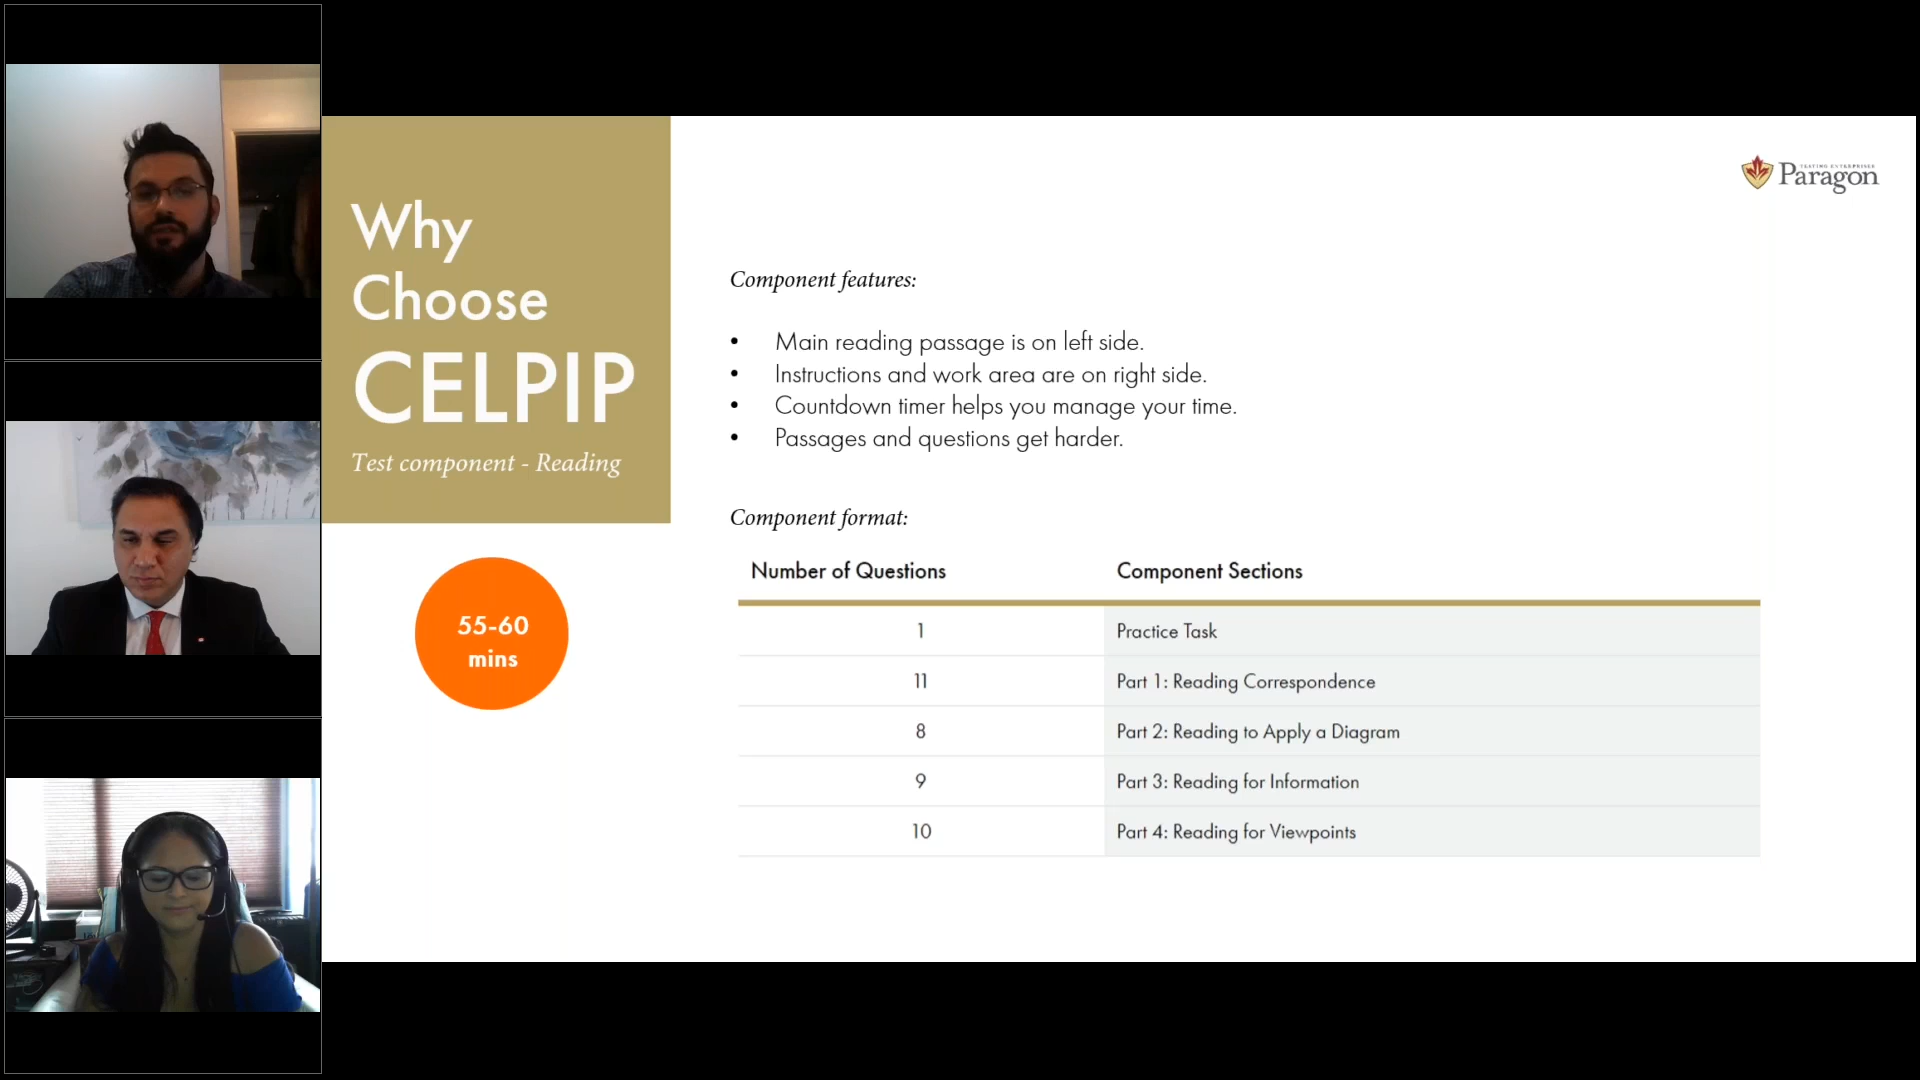 Why
Choose
CELPIP
Test component - Reading
55-60
mins
TESTING ENTERPRISES
Paragon
Component features:
• Main reading passage is on left side.
• Instructions and work area are on right side.
• Countdown timer helps you manage your time.
• Passages and questions get harder.
Component format:
Number of Questions Component Sections
1 Practice Task
11 Part 1: Reading Correspondence
8 Part 2: Reading to Apply a Diagram
9 Part 3: Reading for Information
10 Part 4: Reading for Viewpoints